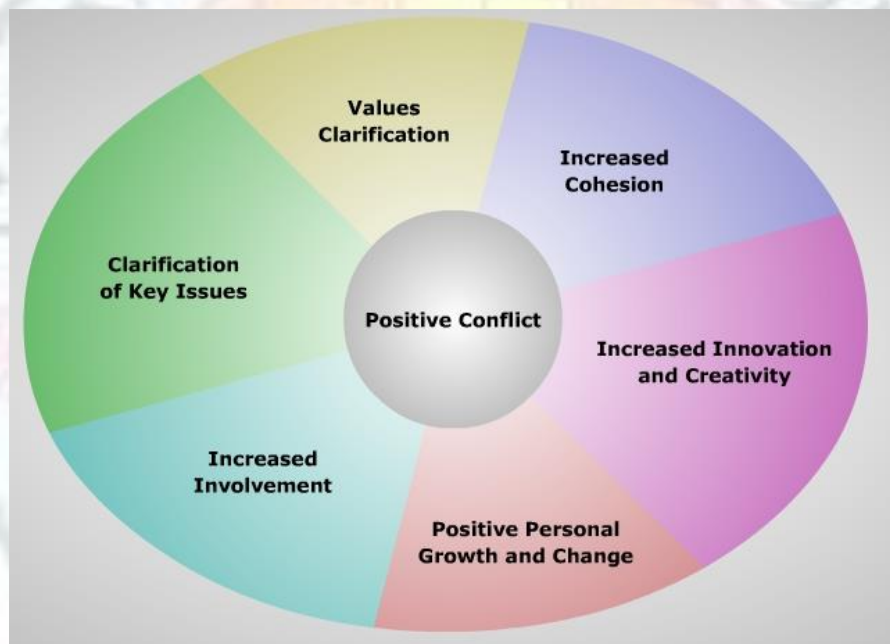 Values
Clarification
Increased
Cohesion
Clarification
of Key Issues
Positive Conflict
Increased Innovation
and Creativity
Increased
Involvement
Positive Personal
Growth and Change